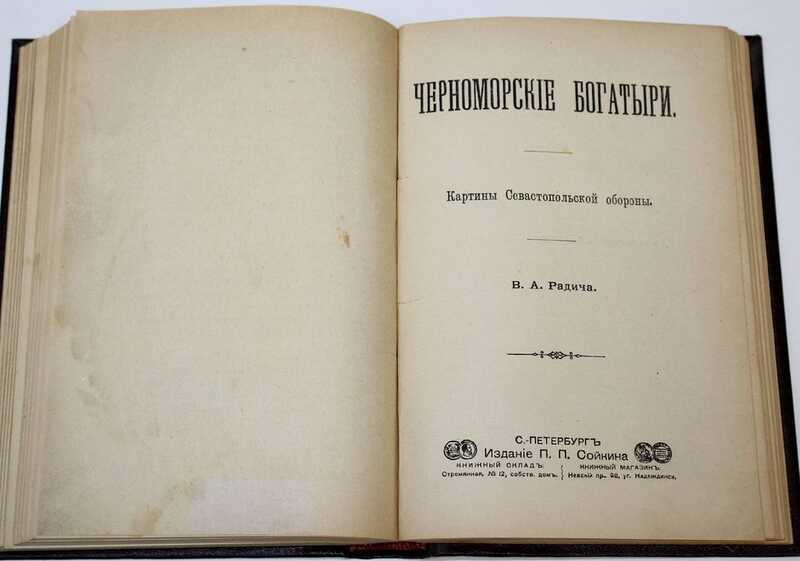 ЧЕРНОМОРСКІЕ БОГАТЫРИ.
Картины Севастопольской обороны.
В. А. Радича.
С.-ПЕТЕРБУРГЪ
Изданіе П. П. Сойкина
КНИЖНЫЙ СКЛАДЪ
КНИЖНЫЙ МАГАЗИНЪ
Стремянная, № 12, собств. домъ.
Невскій пр., 96, уг. Надеждинск.